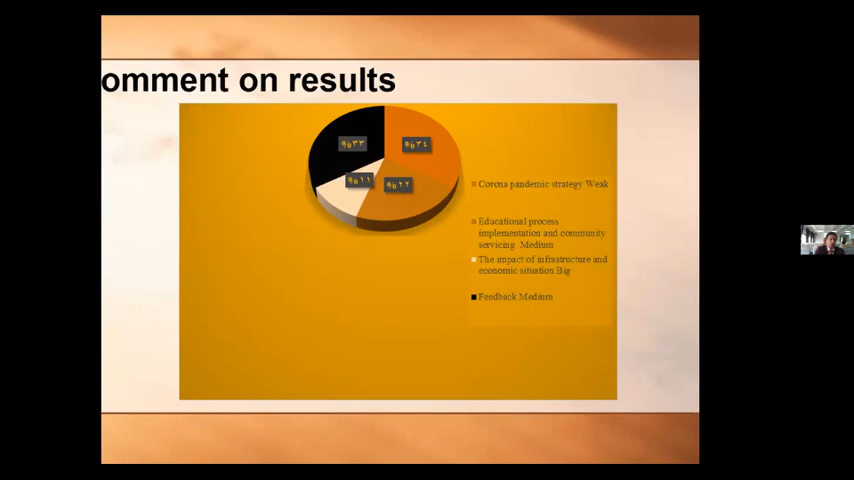 omment on results
%٣٣
%٣٤
%١١
%٢٢
Corona pandemic strategy Weak
Educational process
implementation and community
servicing Medium
The impact of infrastructure and
economic situation Big
Feedback Medium